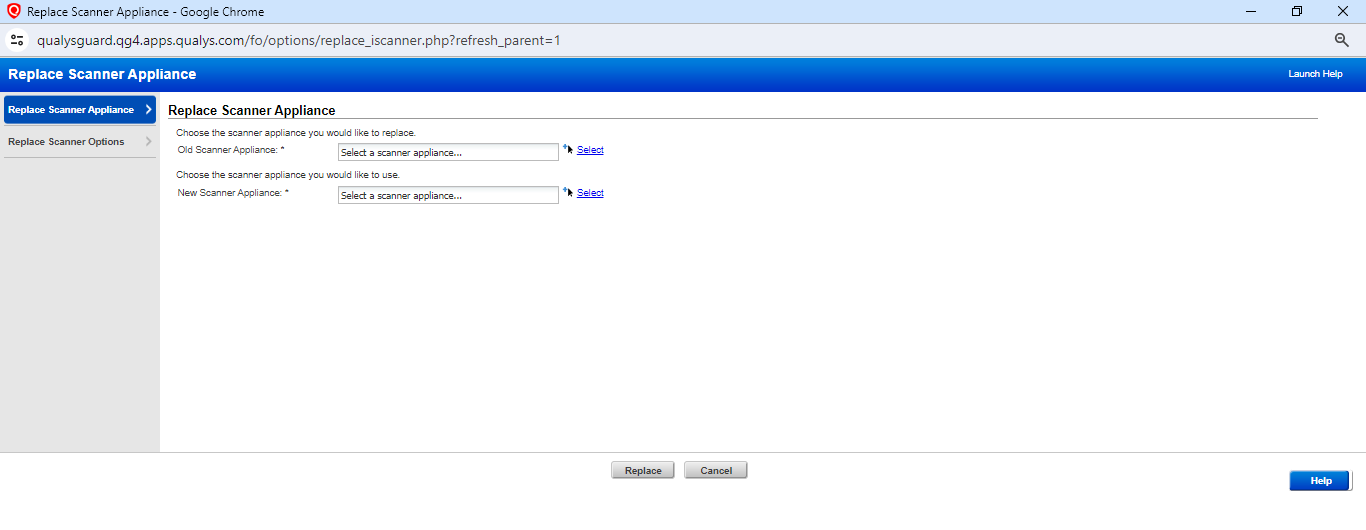 Replace Scanner Appliance - Google Chrome
qualysguard.qg4.apps.qualys.com/fo/options/replace_iscanner.php?refresh_parent=1
Replace Scanner Appliance
Launch Help
Replace Scanner Appliance
Replace Scanner Options
Replace Scanner Appliance
Choose the scanner appliance you would like to replace.
Old Scanner Appliance: * Select a scanner appliance... Select
Choose the scanner appliance you would like to use.
New Scanner Appliance: * Select a scanner appliance... Select
Replace Cancel
Help